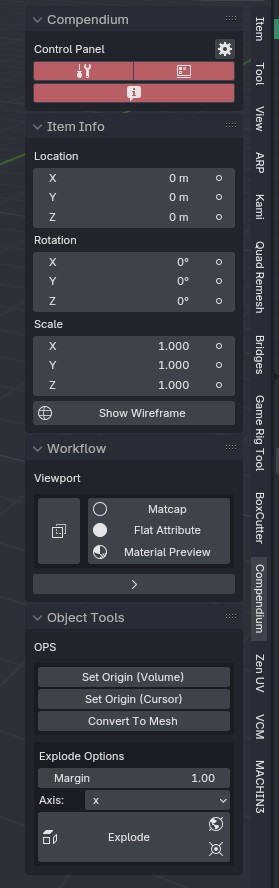 Compendium
Control Panel
Item Info
Location
X 0 m
Y 0 m
Z 0 m
Rotation
X 0°
Y 0°
Z 0°
Scale
X 1.000
Y 1.000
Z 1.000
Show Wireframe
Workflow
Viewport
Matcap
Flat Attribute
Material Preview
Object Tools
OPS
Set Origin (Volume)
Set Origin (Cursor)
Convert To Mesh
Explode Options
Margin 1.00
Axis: x
Explode
Item
Tool
View
ARP
Kami
Quad Remesh
Bridges
Game Rig Tool
BoxCutter
Compendium
Zen UV
VCM
MACHIN3